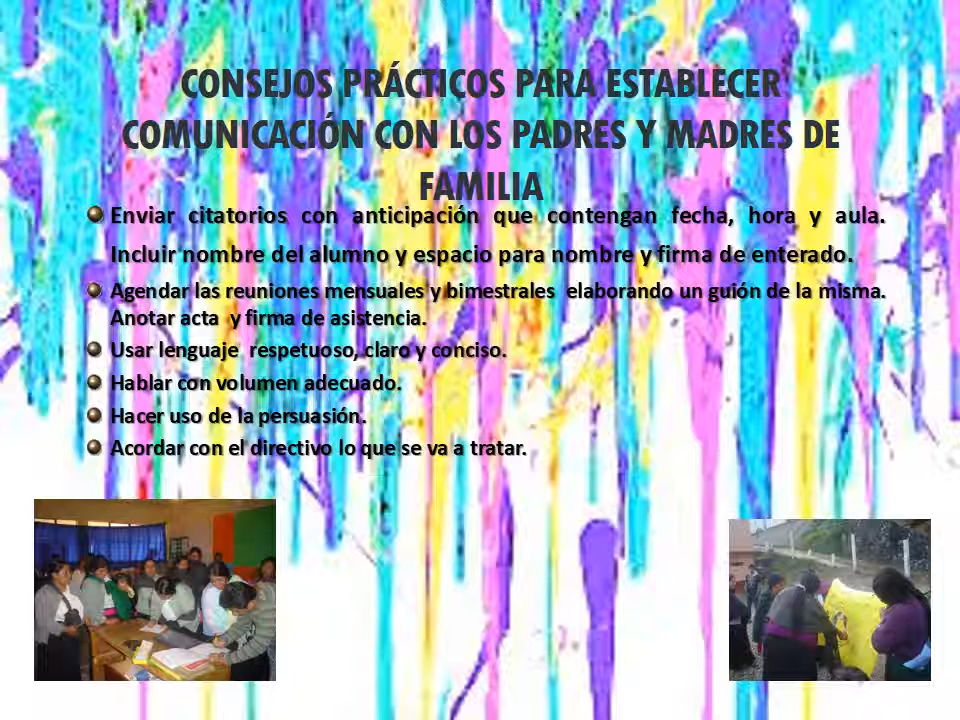 CONSEJOS PRÁCTICOS PARA ESTABLECER
COMUNICACIÓN CON LOS PADRES Y MADRES DE
FAMILIA
Enviar citatorios con anticipación que contengan fecha, hora y aula.
Incluir nombre del alumno y espacio para nombre y firma de enterado.
Agendar las reuniones mensuales y bimestrales elaborando un guión de la misma.
Anotar acta y firma de asistencia.
Usar lenguaje respetuoso, claro y conciso.
Hablar con volumen adecuado.
Hacer uso de la persuasión.
Acordar con el directivo lo que se va a tratar.